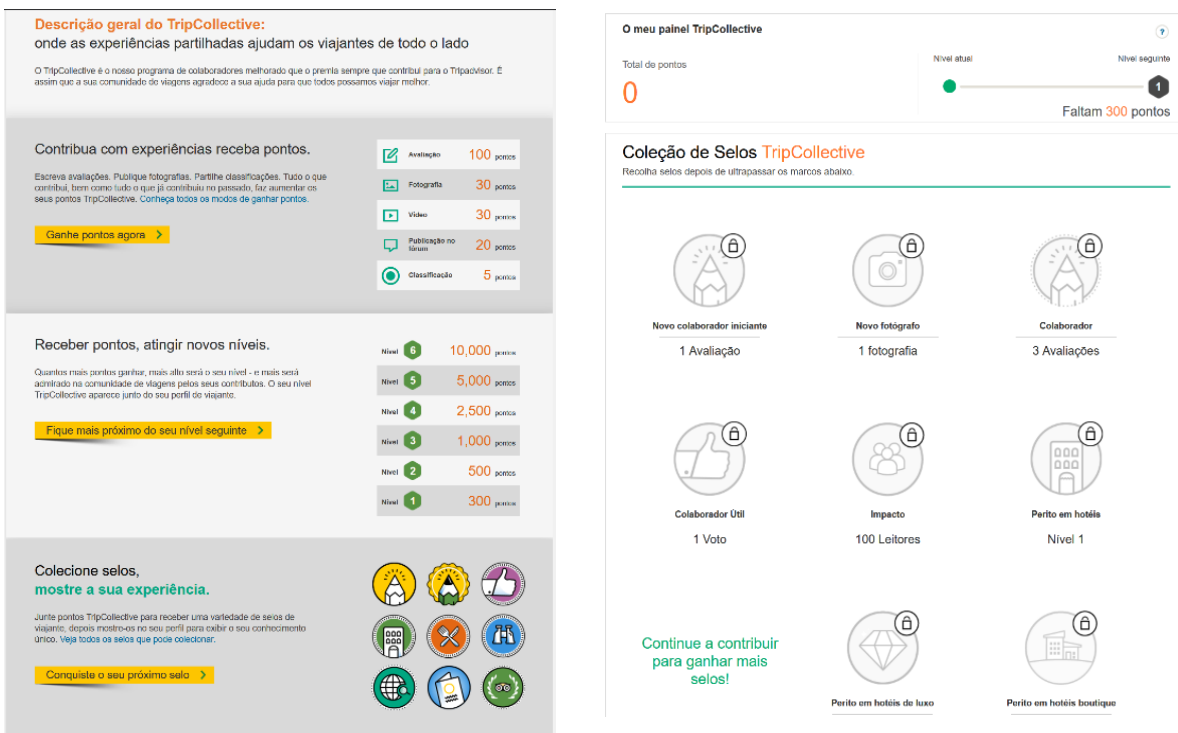 Descrição geral do TripCollective:
onde as experiências partilhadas ajudam os viajantes de todo o lado
O TripCollective é o nosso programa de colaboradores melhorado que o premia sempre que contribui para o Tripadvisor. É
assim que a sua comunidade de viagens agradece a sua ajuda para que todos possamos viajar melhor.
Contribua com experiências receba pontos.
Escreva avaliações. Publique fotografias. Partilhe classificações. Tudo o que
contribui, bem como tudo o que já contribuiu no passado, faz aumentar os
seus pontos TripCollective. Conheça todos os modos de ganhar pontos.
Ganhe pontos agora >
Avaliação 100 pontos
Fotografia 30 pontos
Vídeo 30 pontos
Publicação no
fórum 20 pontos
Classificação 5 pontos
Receber pontos, atingir novos níveis.
Quantos mais pontos ganhar, mais alto será o seu nível - e mais será
admirado na comunidade de viagens pelos seus contributos. O seu nível
TripCollective aparece junto do seu perfil de viajante.
Fique mais próximo do seu nível seguinte >
Nível 6 10,000 pontos
Nível 5 5,000 pontos
Nível 4 2,500 pontos
Nível 3 1,000 pontos
Nível 2 500 pontos
Nível 1 300 pontos
Colecione selos,
mostre a sua experiência.
Junte pontos TripCollective para receber uma variedade de selos de
viajante, depois mostre-os no seu perfil para exibir o seu conhecimento
único. Veja todos os selos que pode colecionar.
Conquiste o seu próximo selo >
O meu painel TripCollective
?
Total de pontos
0
Nível atual
Nível seguinte
1
Faltam 300 pontos
Coleção de Selos TripCollective
Recolha selos depois de ultrapassar os marcos abaixo.
Novo colaborador iniciante
1 Avaliação
Novo fotógrafo
1 fotografia
Colaborador
3 Avaliações
Colaborador Útil
1 Voto
Impacto
100 Leitores
Perito em hotéis
Nível 1
Continue a contribuir
para ganhar mais
selos!
Perito em hotéis de luxo
Perito em hotéis boutique